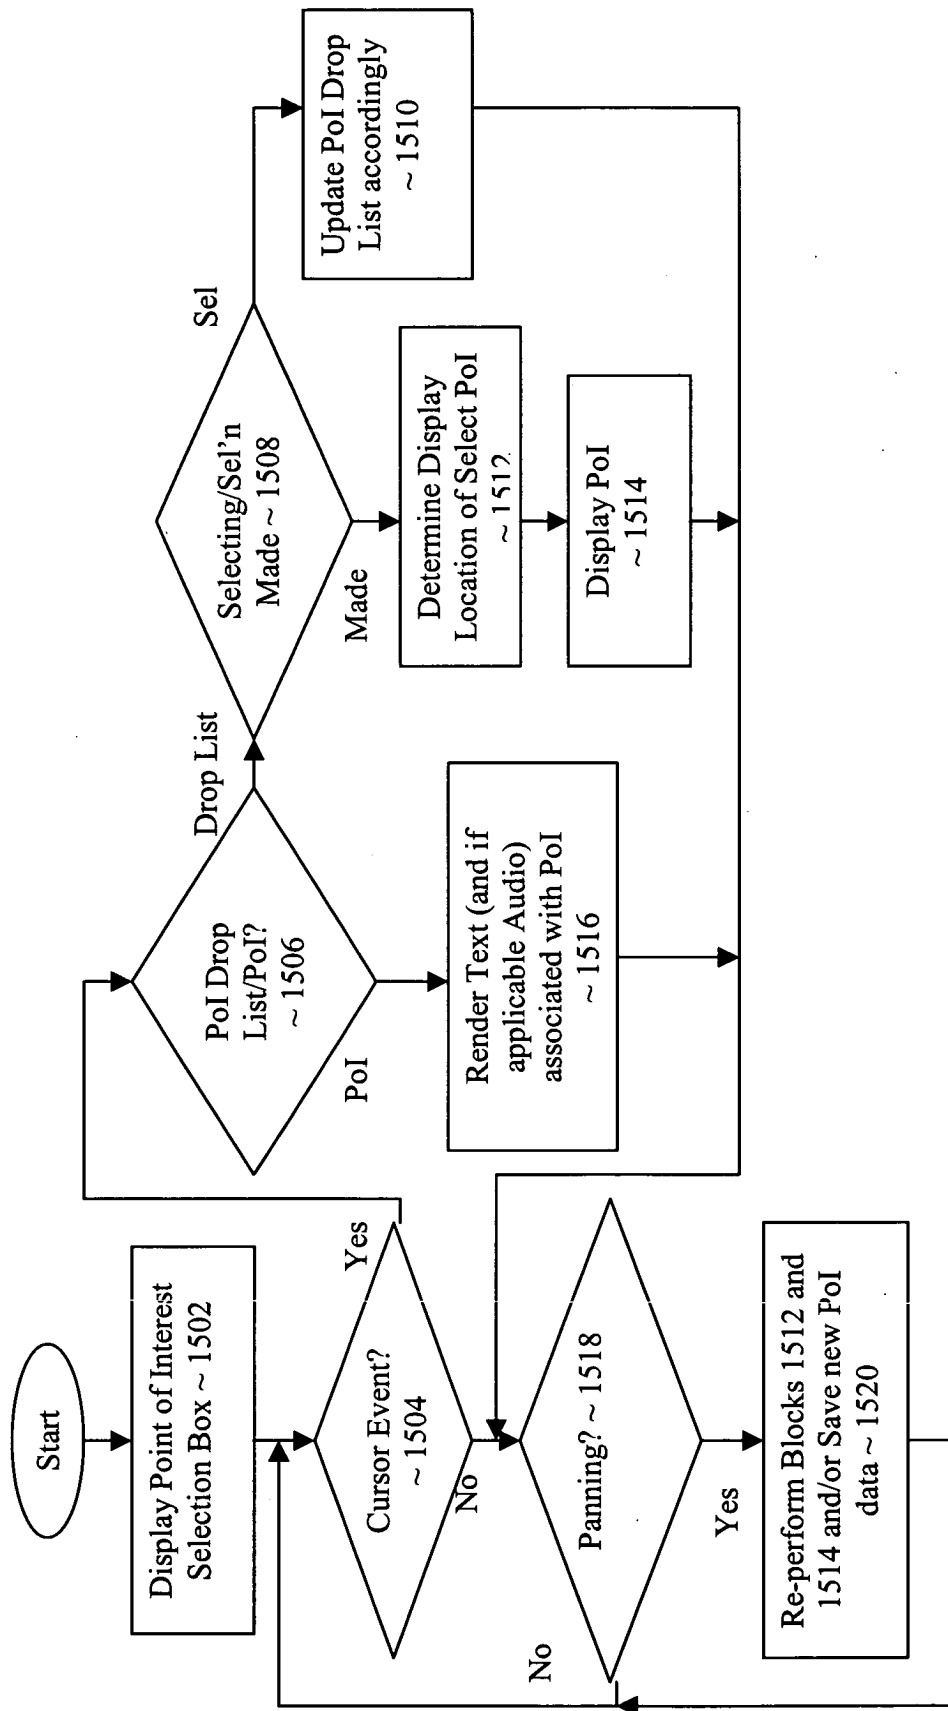 Start
Display Point of Interest
Selection Box ~ 1502
Cursor Event?
~ 1504
Yes
No
Panning? ~ 1518
No
Yes
Re-perform Blocks 1512 and
1514 and/or Save new PoI
data ~ 1520
PoI Drop
List/PoI?
~ 1506
Drop List
PoI
Render Text (and if
applicable Audio)
associated with PoI
~ 1516
Selecting/Sel'n
Made ~ 1508
Sel
Made
Determine Display
Location of Select PoI
~ 1512
Display PoI
~ 1514
Update PoI Drop
List accordingly
~ 1510